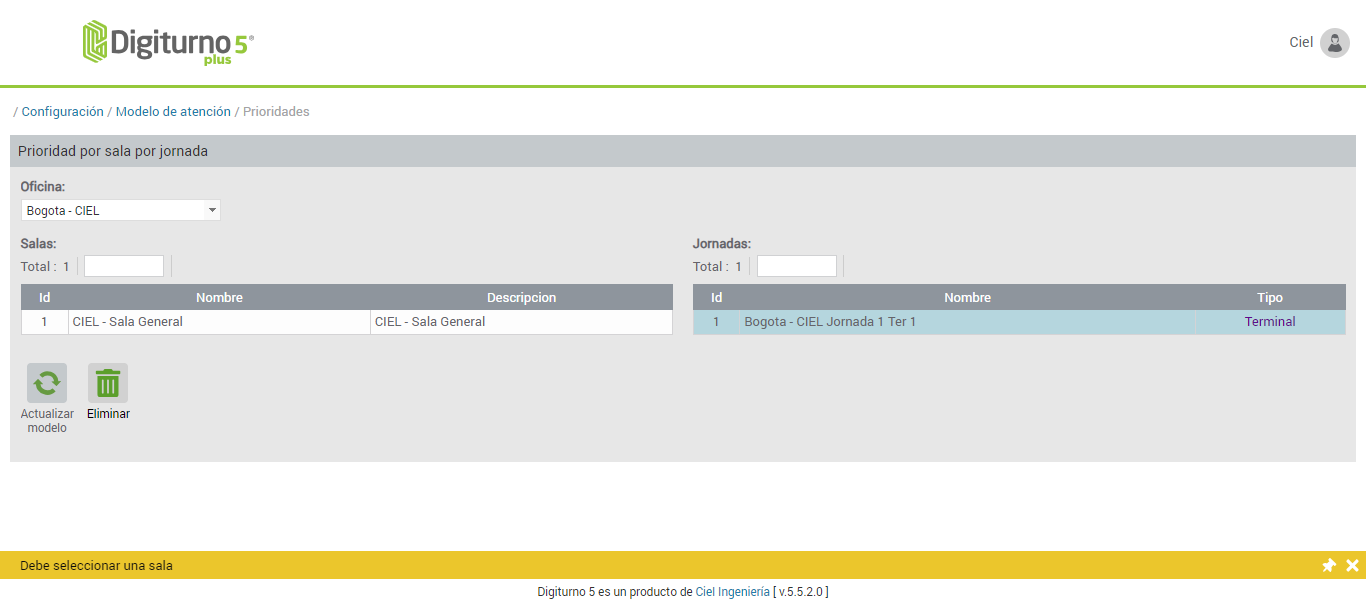 Digiturno 5®
plus
Ciel
/ Configuración / Modelo de atención / Prioridades
Prioridad por sala por jornada
Oficina:
Bogota - CIEL
Salas:
Total : 1
Id Nombre Descripcion
1 CIEL - Sala General CIEL - Sala General
Jornadas:
Total : 1
Id Nombre Tipo
1 Bogota - CIEL Jornada 1 Ter 1 Terminal
Actualizar
modelo
Eliminar
Debe seleccionar una sala
Digiturno 5 es un producto de Ciel Ingeniería [ v.5.5.2.0 ]